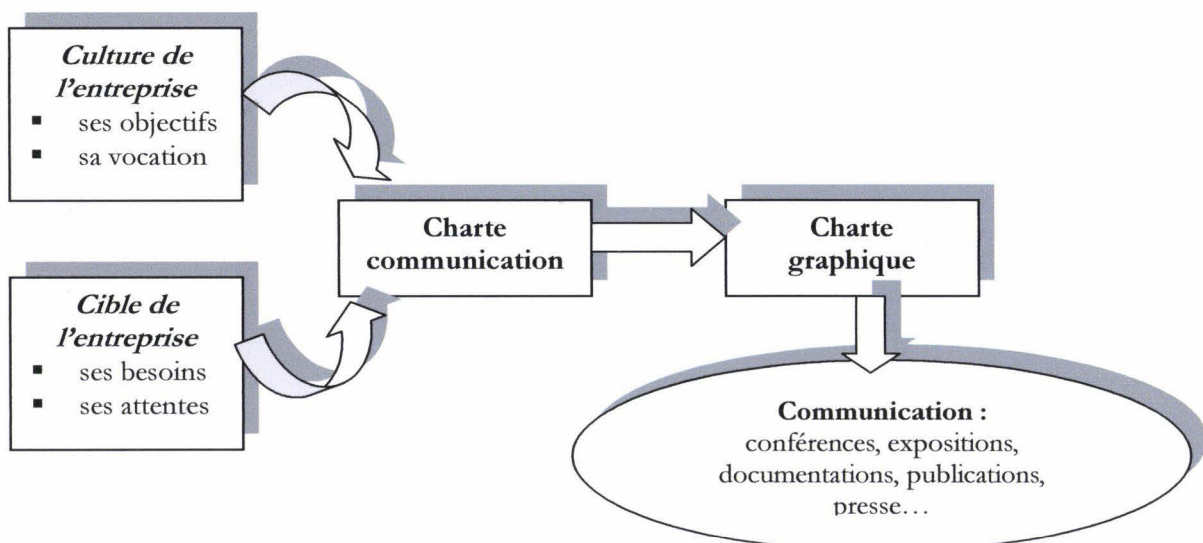 Culture de
l'entreprise
▪ ses objectifs
▪ sa vocation
Cible de
l'entreprise
▪ ses besoins
▪ ses attentes
Charte
communication
Charte
graphique
Communication :
conférences, expositions,
documentations, publications,
presse…